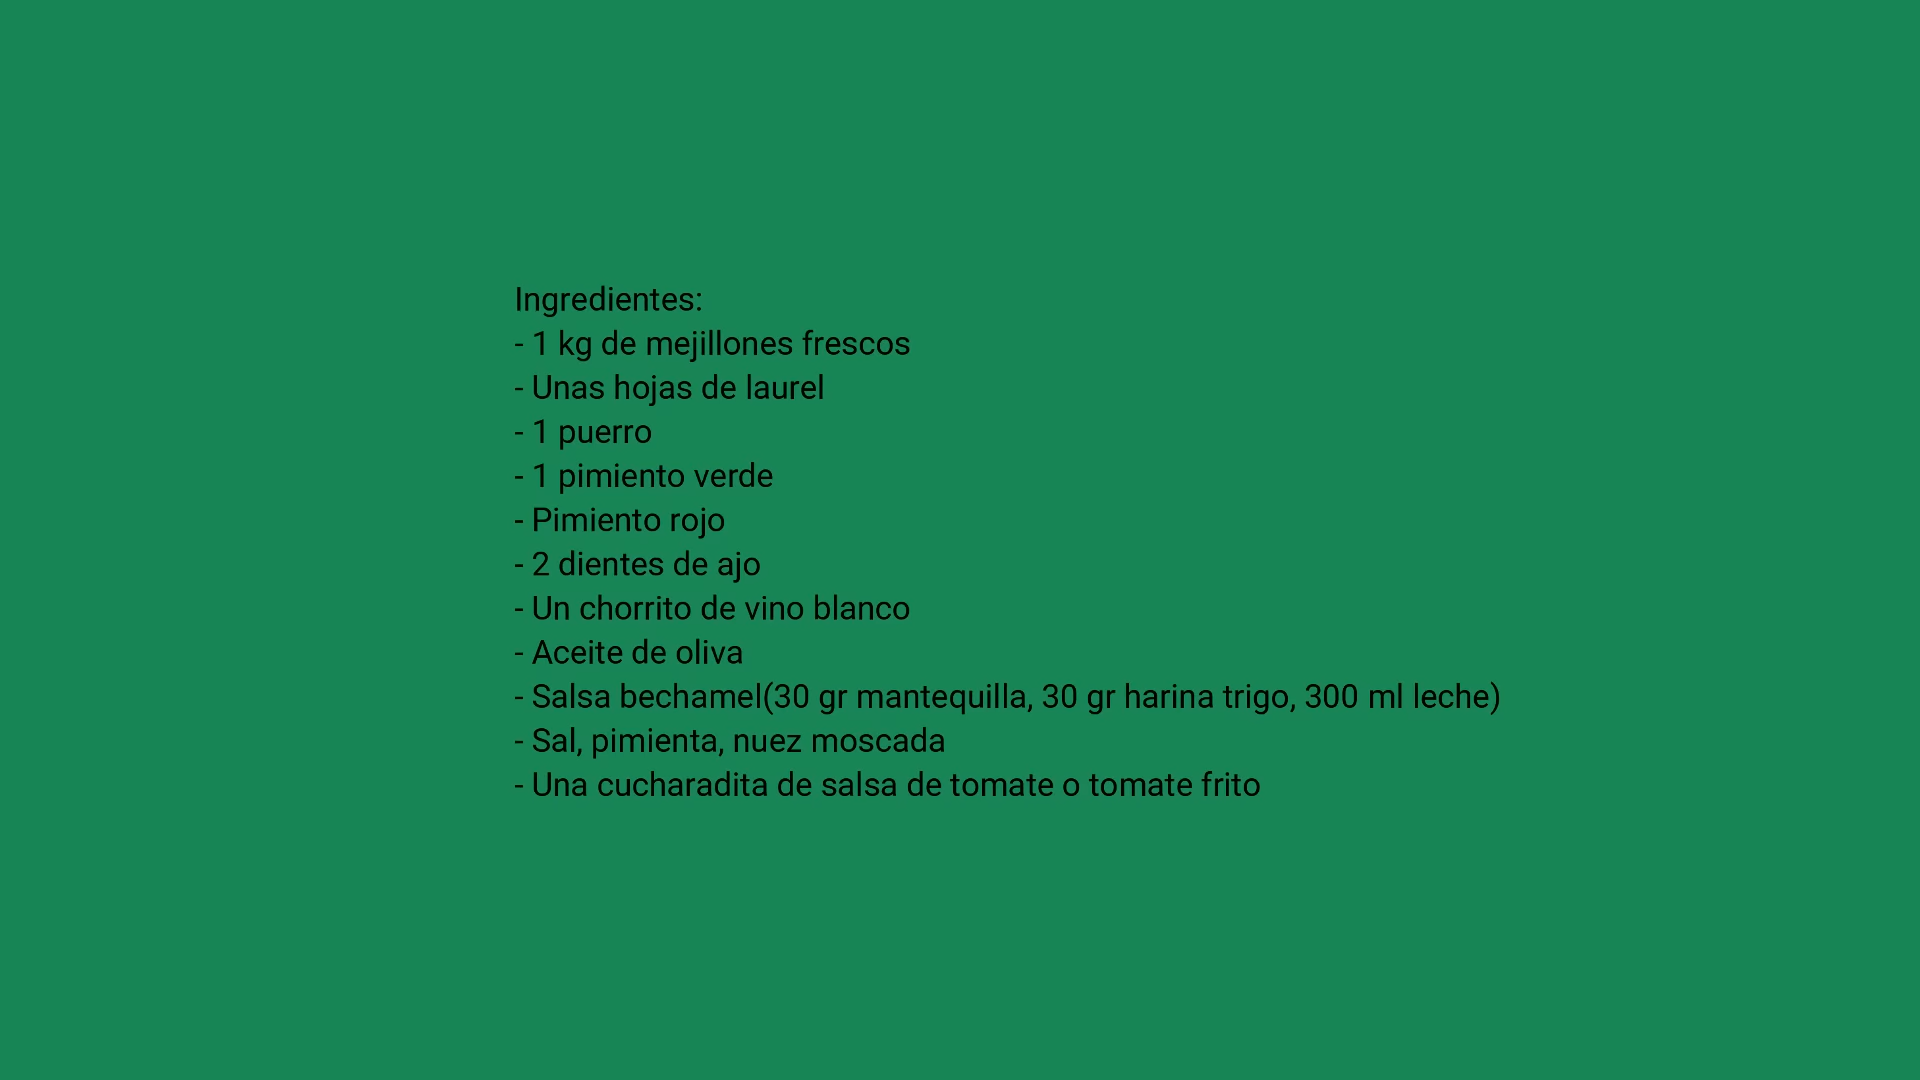 Ingredientes:
- 1 kg de mejillones frescos
- Unas hojas de laurel
- 1 puerro
- 1 pimiento verde
- Pimiento rojo
- 2 dientes de ajo
- Un chorrito de vino blanco
- Aceite de oliva
- Salsa bechamel(30 gr mantequilla, 30 gr harina trigo, 300 ml leche)
- Sal, pimienta, nuez moscada
- Una cucharadita de salsa de tomate o tomate frito